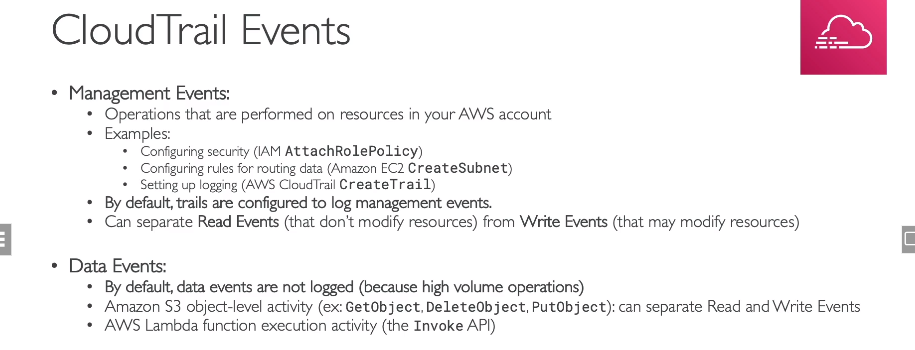 CloudTrail Events
• Management Events:
• Operations that are performed on resources in your AWS account
• Examples:
• Configuring security (IAM AttachRolePolicy)
• Configuring rules for routing data (Amazon EC2 CreateSubnet)
• Setting up logging (AWS CloudTrail CreateTrail)
• By default, trails are configured to log management events.
• Can separate Read Events (that don't modify resources) from Write Events (that may modify resources)
• Data Events:
• By default, data events are not logged (because high volume operations)
• Amazon S3 object-level activity (ex: GetObject, DeleteObject, PutObject): can separate Read and Write Events
• AWS Lambda function execution activity (the Invoke API)